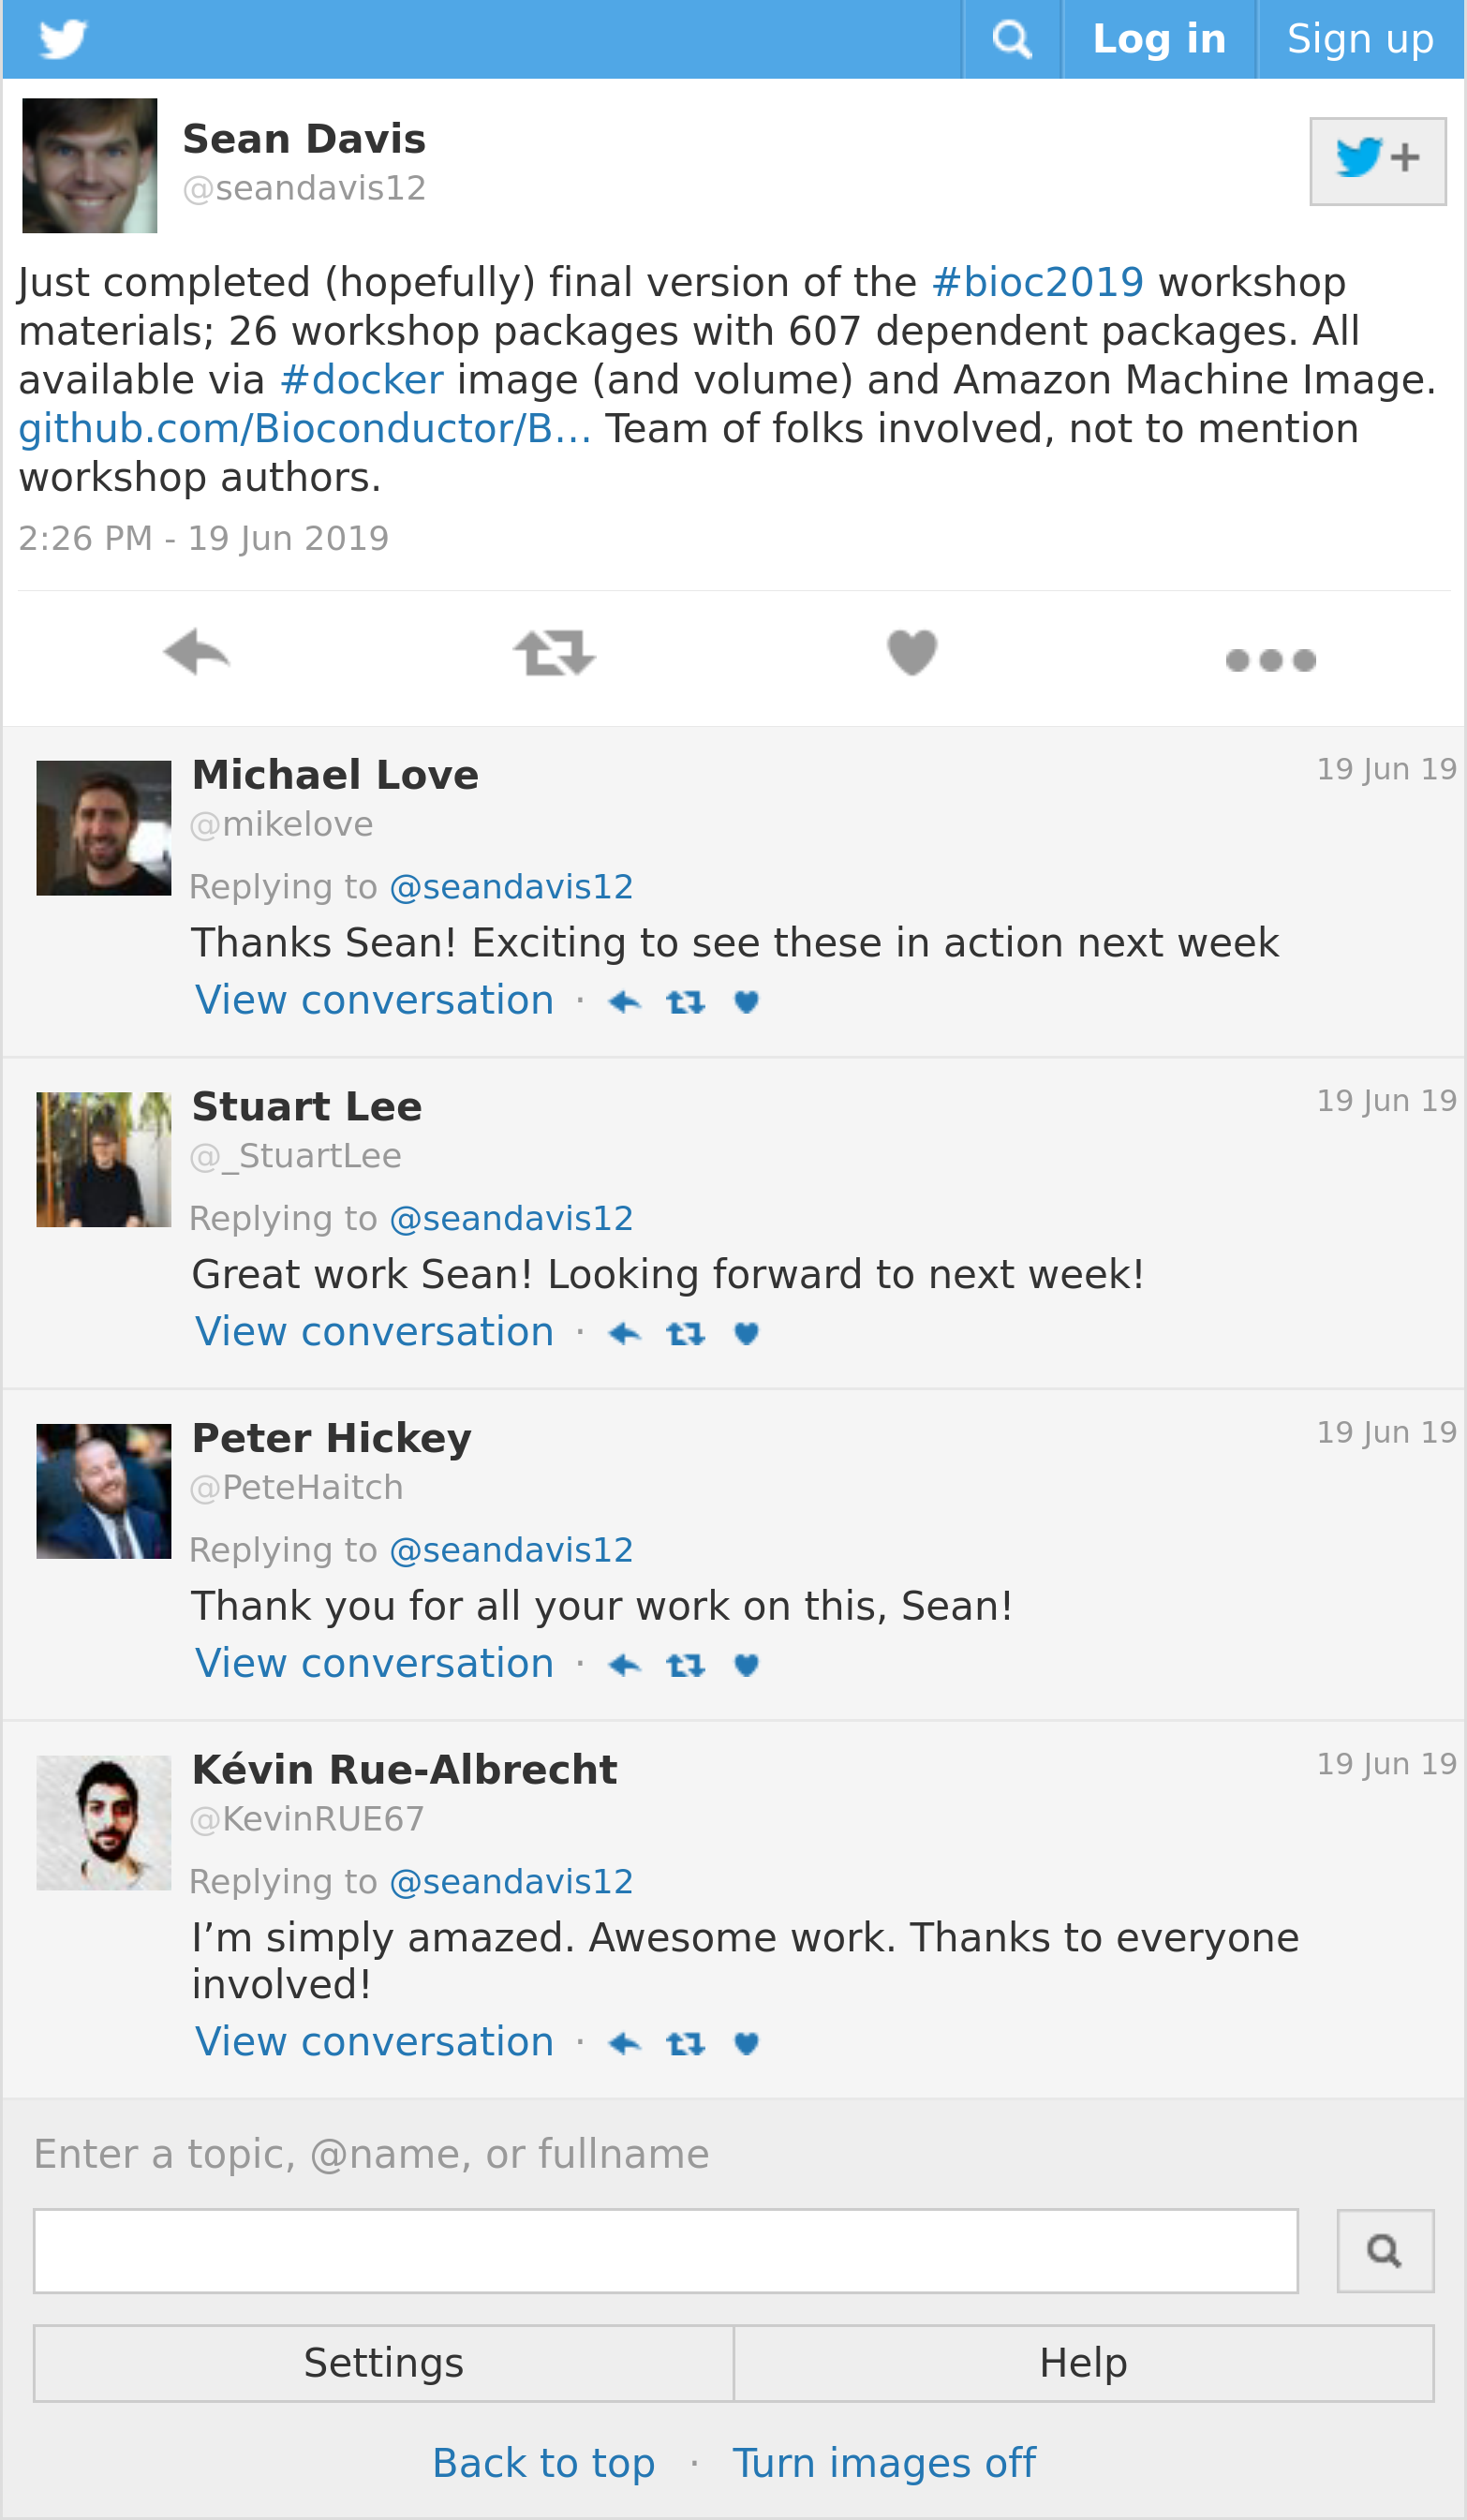 Log in
Sign up
Sean Davis
@seandavis12
+
Just completed (hopefully) final version of the #bioc2019 workshop
materials; 26 workshop packages with 607 dependent packages. All
available via #docker image (and volume) and Amazon Machine Image.
github.com/Bioconductor/B… Team of folks involved, not to mention
workshop authors.
2:26 PM - 19 Jun 2019
Michael Love
19 Jun 19
@mikelove
Replying to @seandavis12
Thanks Sean! Exciting to see these in action next week
View conversation ·
Stuart Lee
19 Jun 19
@_StuartLee
Replying to @seandavis12
Great work Sean! Looking forward to next week!
View conversation ·
Peter Hickey
19 Jun 19
@PeteHaitch
Replying to @seandavis12
Thank you for all your work on this, Sean!
View conversation ·
Kévin Rue-Albrecht
19 Jun 19
@KevinRUE67
Replying to @seandavis12
I’m simply amazed. Awesome work. Thanks to everyone
involved!
View conversation ·
Enter a topic, @name, or fullname
Settings
Help
Back to top · Turn images off